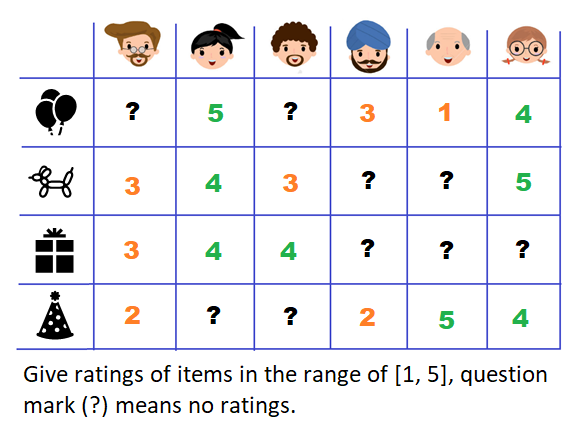 ? 5 ? 3 1 4
3 4 3 ? ? 5
3 4 4 ? ? ?
2 ? ? 2 5 4
Give ratings of items in the range of [1, 5], question
mark (?) means no ratings.